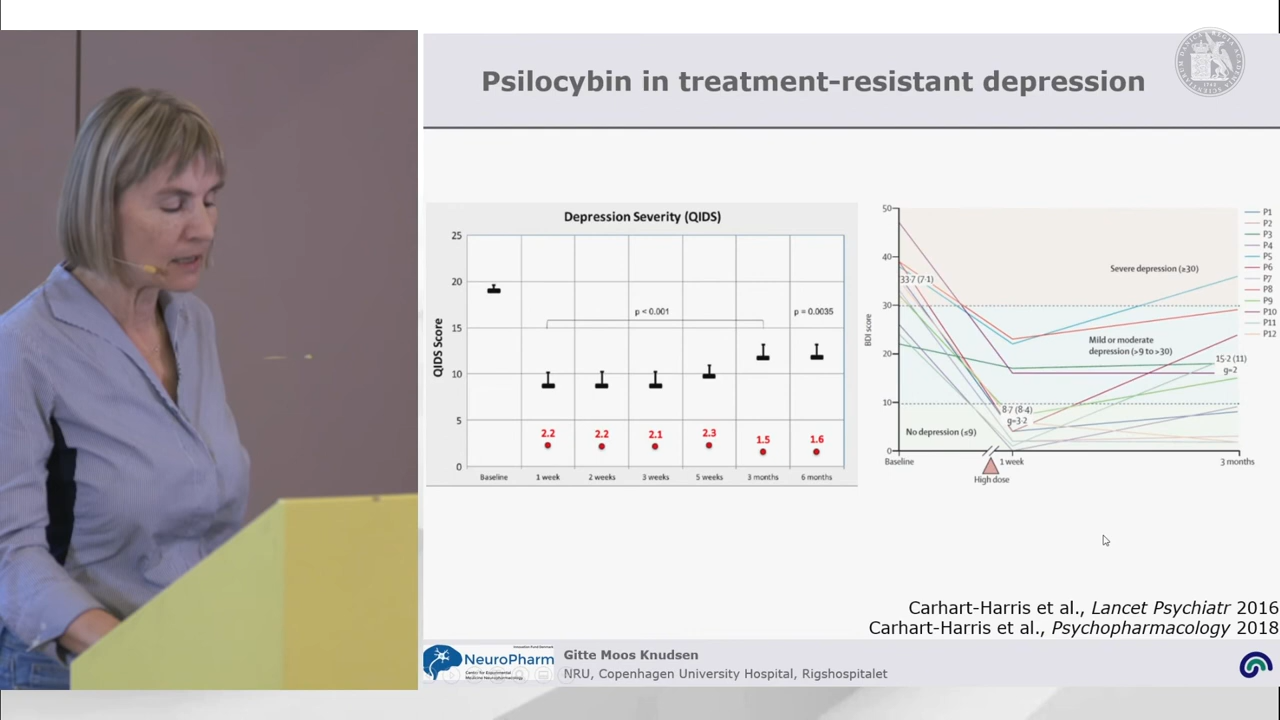 Psilocybin in treatment-resistant depression
Depression Severity (QIDS)
QIDS Score
25
20
15
10
5
0
p < 0.001
p = 0.0035
2.2
2.2
2.1
2.3
1.5
1.6
Baseline
1 week
2 weeks
3 weeks
5 weeks
3 months
6 months
BDI score
50
40
30
20
10
0
33·7 (7·1)
Severe depression (≥30)
Mild or moderate
depression (>9 to >30)
15·2 (11)
g=2
8·7 (8·4)
g=3·2
No depression (≤9)
Baseline
1 week
3 months
High dose
P1
P2
P3
P4
P5
P6
P7
P8
P9
P10
P11
P12
Carhart-Harris et al., Lancet Psychiatr 2016
Carhart-Harris et al., Psychopharmacology 2018
NeuroPharm
Gitte Moos Knudsen
NRU, Copenhagen University Hospital, Rigshospitalet